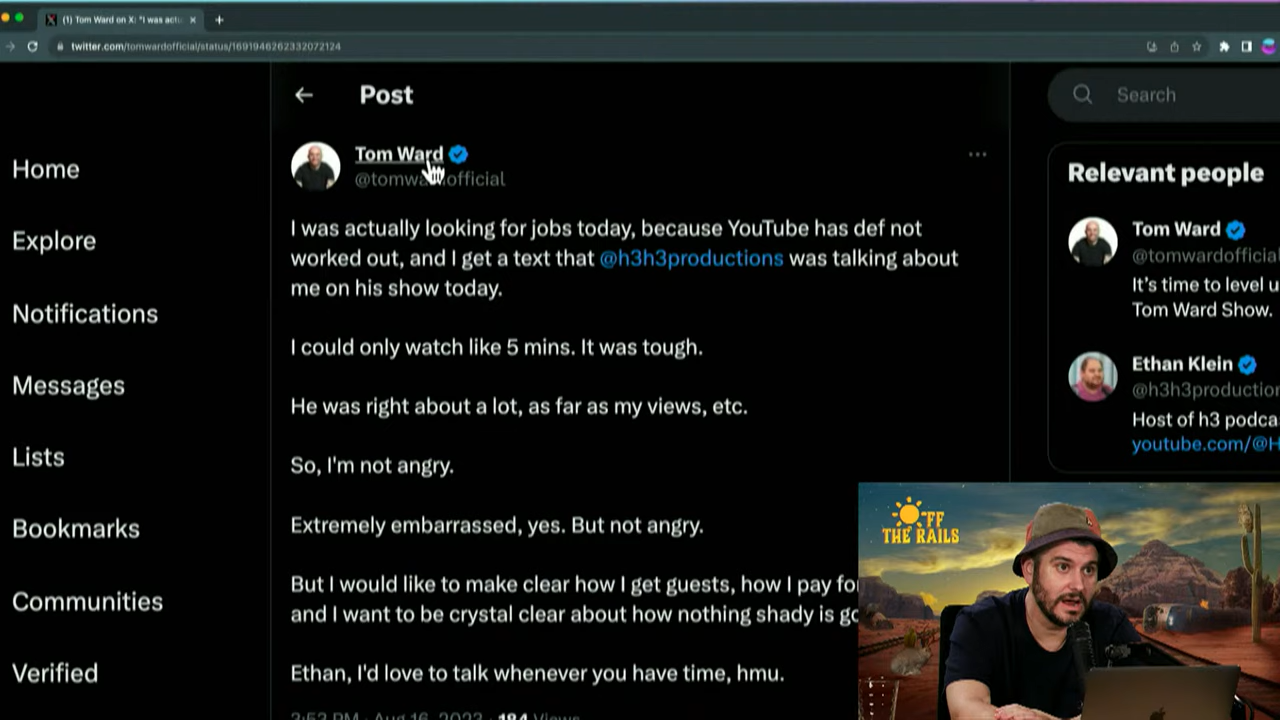 (1) Tom Ward on X: "I was actu
twitter.com/tomwardofficial/status/1691946262332072124
Post
Search
Home
Explore
Notifications
Messages
Lists
Bookmarks
Communities
Verified
Tom Ward
official
I was actually looking for jobs today, because YouTube has def not
worked out, and I get a text that @h3h3productions was talking about
me on his show today.
I could only watch like 5 mins. It was tough.
He was right about a lot, as far as my views, etc.
So, I'm not angry.
Extremely embarrassed, yes. But not angry.
But I would like to make clear how I get guests, how I pay for
and I want to be crystal clear about how nothing shady is go
Ethan, I'd love to talk whenever you have time, hmu.
3:53 PM · Aug 16, 2023 · 184 Views
Relevant people
Tom Ward
@tomwardofficial
It's time to level u
Tom Ward Show.
Ethan Klein
@h3h3production
Host of h3 podca
youtube.com/@H
OFF
THE RAILS